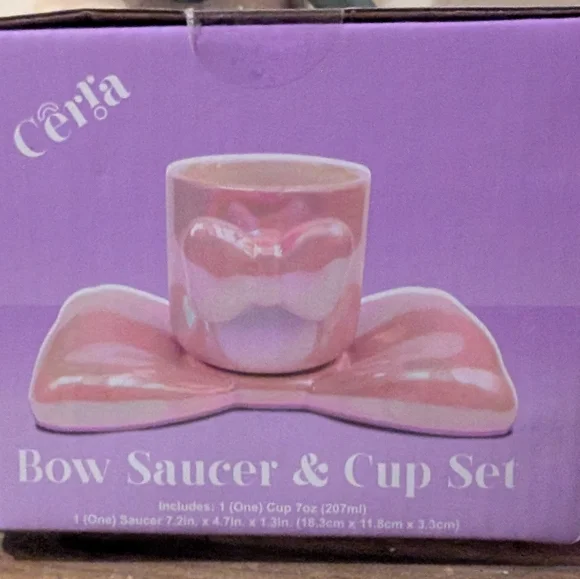 Cêrra
Bow Saucer & Cup Set
Includes: 1 (One) Cup 7oz (207ml)
1 (One) Saucer 7.2in. x 4.7in. x 1.3in. (18.3cm x 11.8cm x 3.3cm)